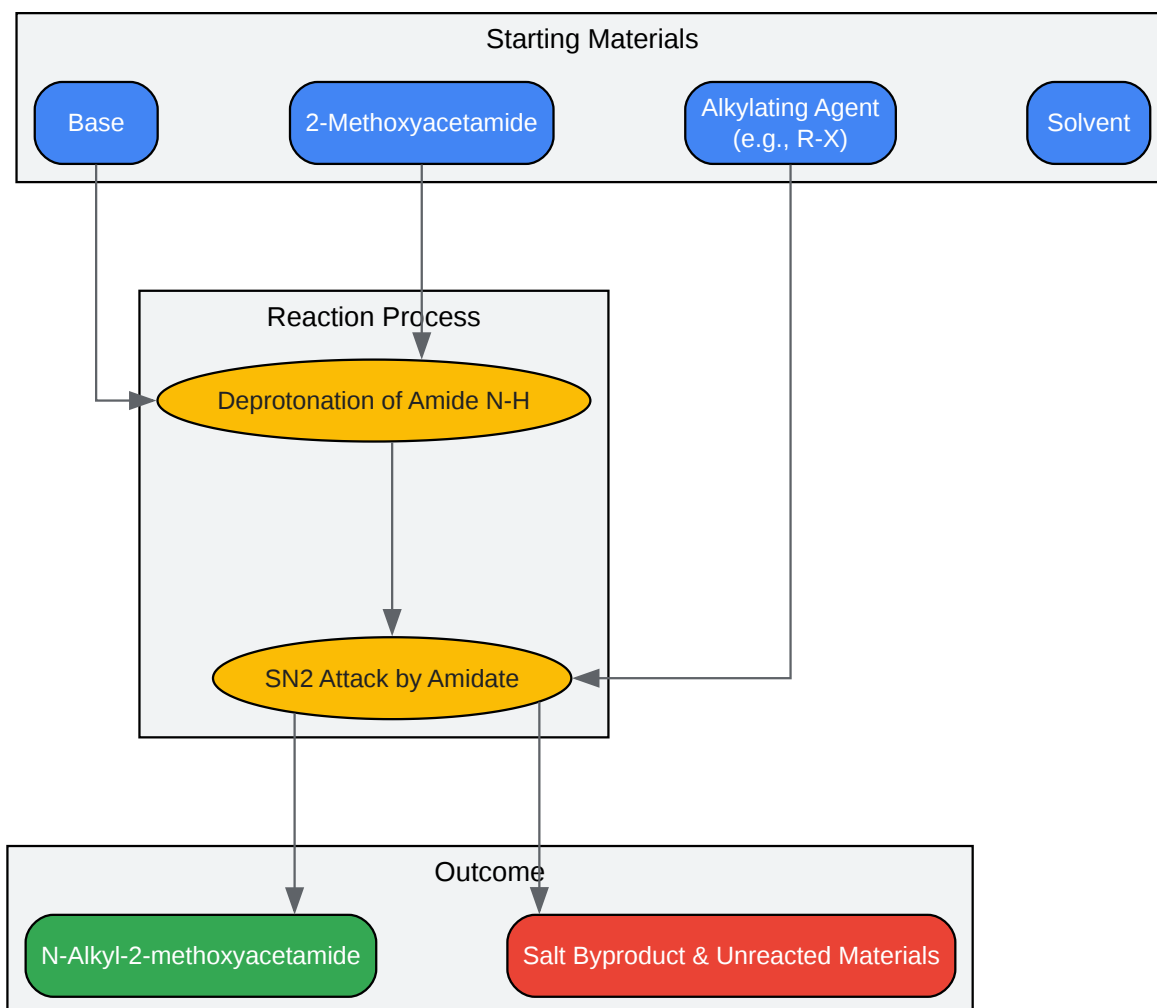 Starting Materials
Base
2-Methoxyacetamide
Alkylating Agent
(e.g., R-X)
Solvent
Reaction Process
Deprotonation of Amide N-H
SN2 Attack by Amidate
Outcome
N-Alkyl-2-methoxyacetamide
Salt Byproduct & Unreacted Materials